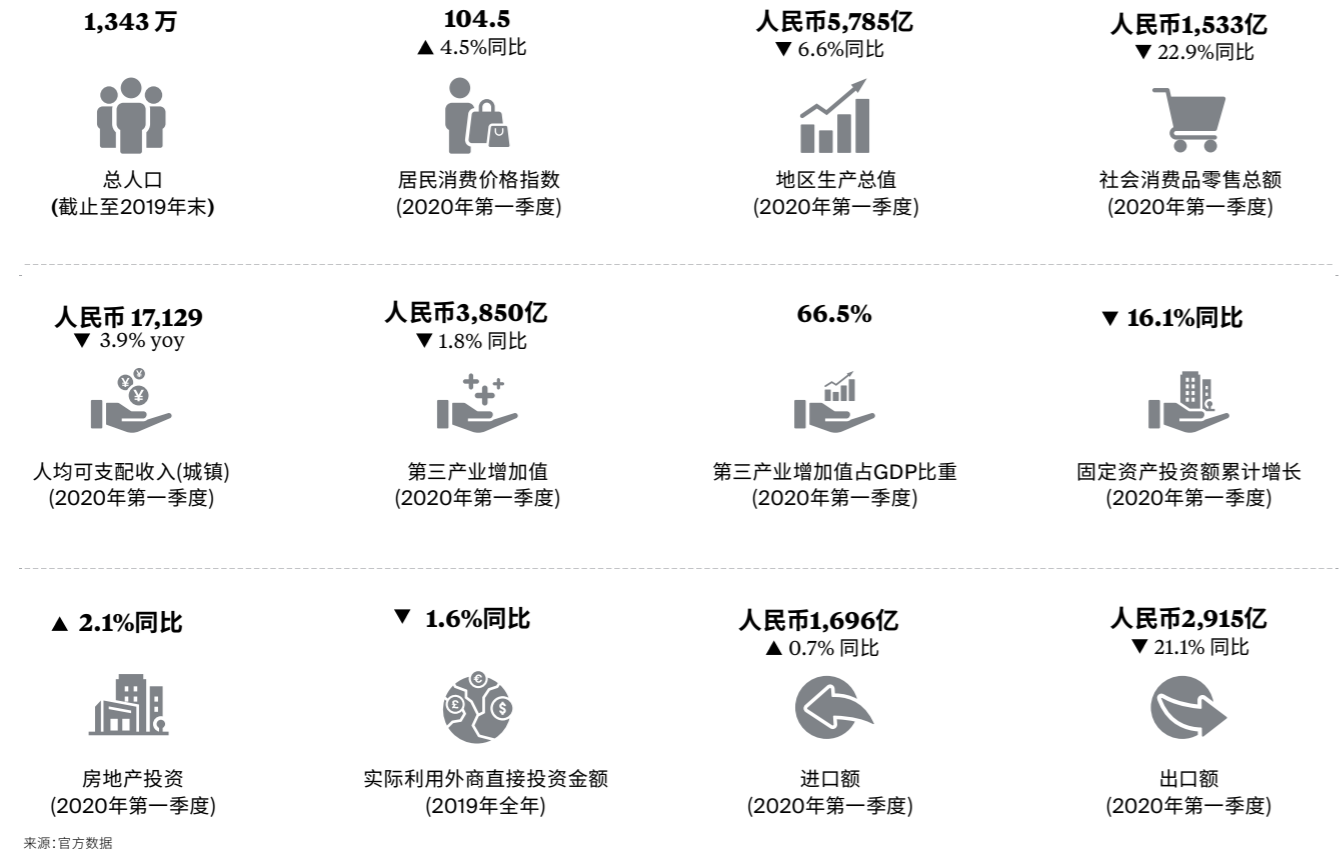 1,343 万
总人口
(截止至2019年末)
104.5
▲ 4.5%同比
居民消费价格指数
(2020年第一季度)
人民币5,785亿
▼ 6.6%同比
地区生产总值
(2020年第一季度)
人民币1,533亿
▼ 22.9%同比
社会消费品零售总额
(2020年第一季度)
人民币 17,129
▼ 3.9% yoy
¥ ¥ ¥
人均可支配收入(城镇)
(2020年第一季度)
人民币3,850亿
▼ 1.8% 同比
第三产业增加值
(2020年第一季度)
66.5%
第三产业增加值占GDP比重
(2020年第一季度)
▼ 16.1%同比
固定资产投资额累计增长
(2020年第一季度)
▲ 2.1%同比
房地产投资
(2020年第一季度)
▼ 1.6%同比
€
£ $
实际利用外商直接投资金额
(2019年全年)
人民币1,696亿
▲ 0.7% 同比
进口额
(2020年第一季度)
人民币2,915亿
▼ 21.1% 同比
出口额
(2020年第一季度)
来源:官方数据